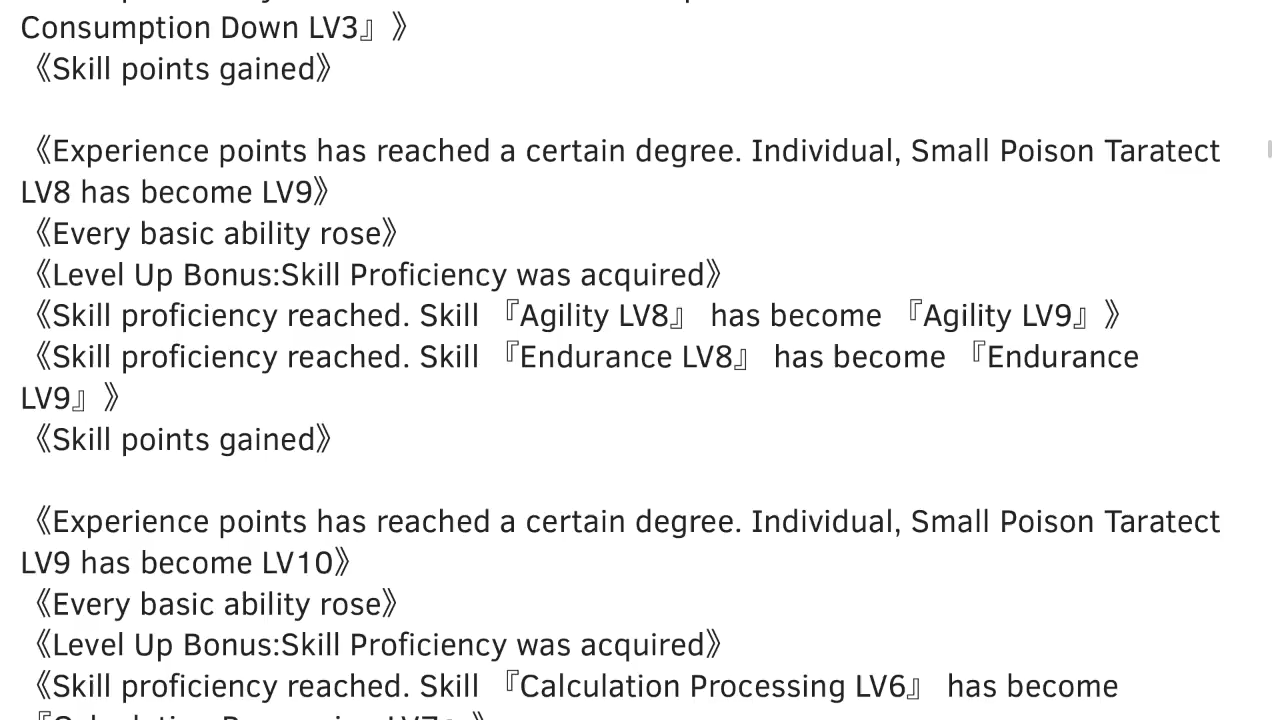 Consumption Down LV3』》
《Skill points gained》
《Experience points has reached a certain degree. Individual, Small Poison Taratect
LV8 has become LV9》
《Every basic ability rose》
《Level Up Bonus:Skill Proficiency was acquired》
《Skill proficiency reached. Skill 『Agility LV8』 has become 『Agility LV9』》
《Skill proficiency reached. Skill 『Endurance LV8』 has become 『Endurance
LV9』》
《Skill points gained》
《Experience points has reached a certain degree. Individual, Small Poison Taratect
LV9 has become LV10》
《Every basic ability rose》
《Level Up Bonus:Skill Proficiency was acquired》
《Skill proficiency reached. Skill 『Calculation Processing LV6』 has become